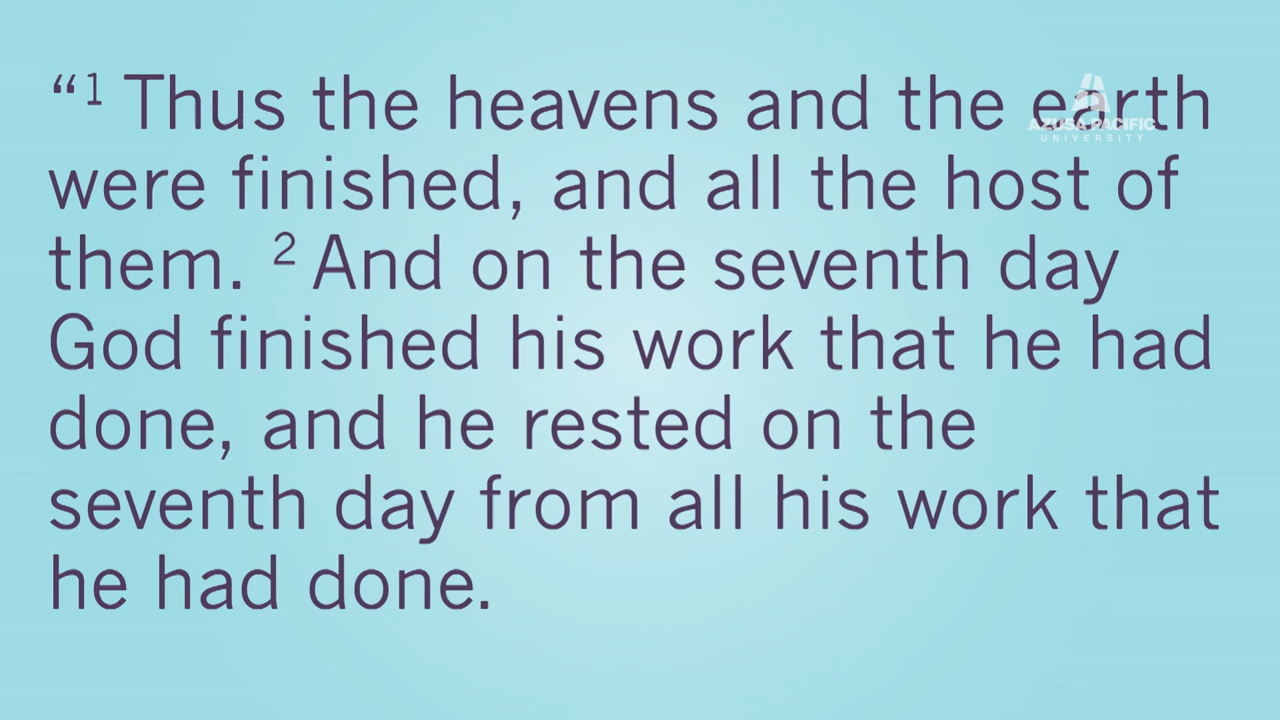 “¹ Thus the heavens and the earth
were finished, and all the host of
them. ² And on the seventh day
God finished his work that he had
done, and he rested on the
seventh day from all his work that
he had done.
AZUSA PACIFIC
UNIVERSITY